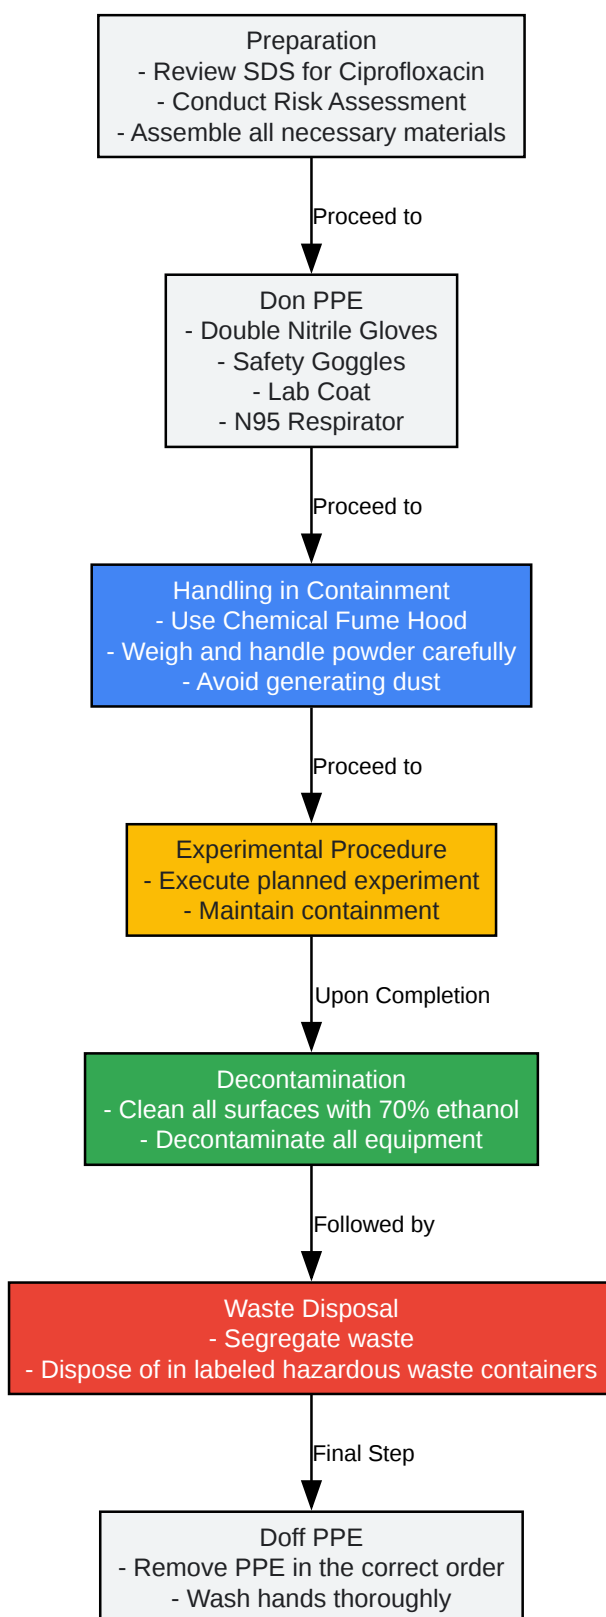 Preparation
- Review SDS for Ciprofloxacin
- Conduct Risk Assessment
- Assemble all necessary materials
Proceed to
Don PPE
- Double Nitrile Gloves
- Safety Goggles
- Lab Coat
- N95 Respirator
Proceed to
Handling in Containment
- Use Chemical Fume Hood
- Weigh and handle powder carefully
- Avoid generating dust
Proceed to
Experimental Procedure
- Execute planned experiment
- Maintain containment
Upon Completion
Decontamination
- Clean all surfaces with 70% ethanol
- Decontaminate all equipment
Followed by
Waste Disposal
- Segregate waste
- Dispose of in labeled hazardous waste containers
Final Step
Doff PPE
- Remove PPE in the correct order
- Wash hands thoroughly